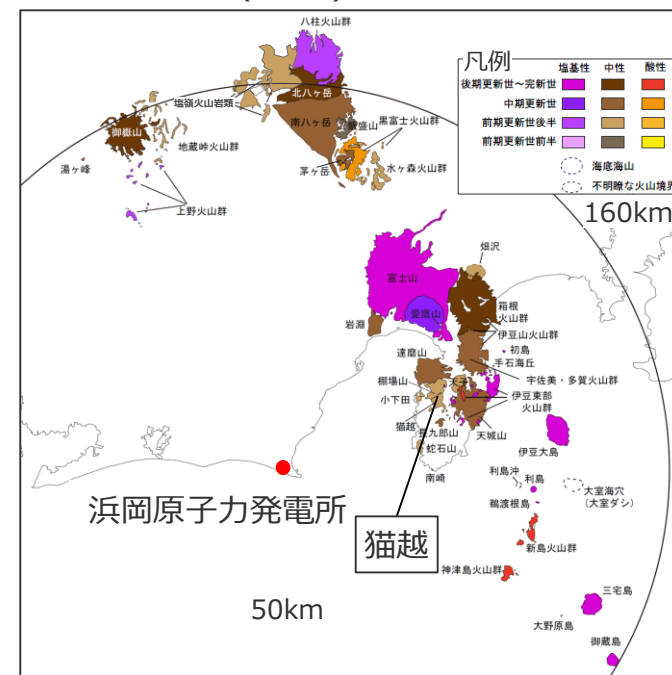 八柱火山群
塩嶺火山岩類
北八ヶ岳
御嶽山
南八ヶ岳
飯盛山
黒富士火山群
地蔵峠火山群
湯ヶ峰
茅ヶ岳
水ヶ森火山群
上野火山群
凡例
塩基性 中性 酸性
後期更新世～完新世
中期更新世
前期更新世後半
前期更新世前半
海底海山
不明瞭な火山境界
160km
畑沢
富士山
愛鷹山
箱根
火山群
岩淵
伊豆山火山群
初島
達磨山
手石海丘
棚場山
天子
宇佐美・多賀火山群
小下田
伊豆東部
火山群
猫越
長九郎山
天城山
蛇石山
伊豆大島
南崎
利島沖
利島
大室海穴
(大室ダシ)
鵜渡根島
浜岡原子力発電所
猫越
新島火山群
神津島火山群
50km
三宅島
大野原島
御蔵島